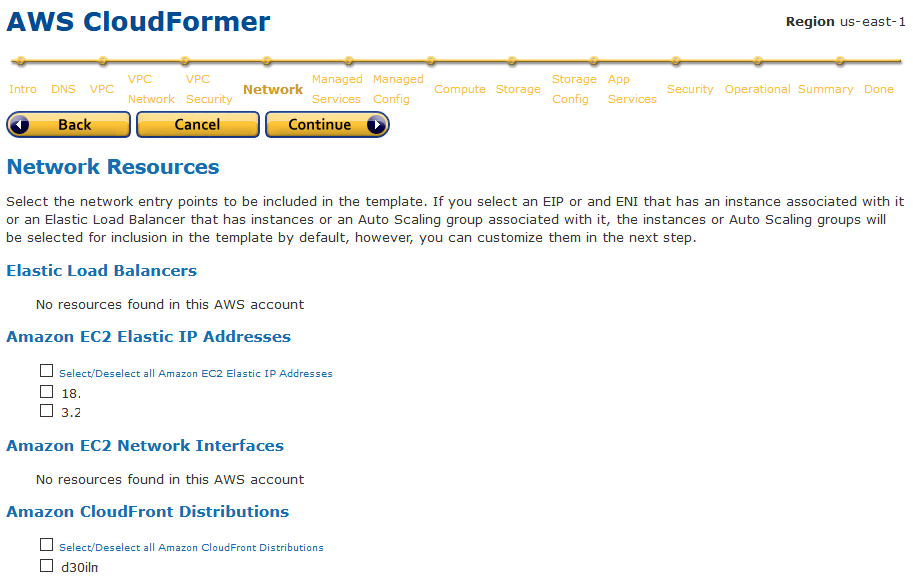 AWS CloudFormer
Region us-east-1
Intro DNS VPC VPC Network VPC Security Network Managed Services Managed Config Compute Storage Storage Config App Services Security Operational Summary Done
Back Cancel Continue
Network Resources
Select the network entry points to be included in the template. If you select an EIP or and ENI that has an instance associated with it
or an Elastic Load Balancer that has instances or an Auto Scaling group associated with it, the instances or Auto Scaling groups will
be selected for inclusion in the template by default, however, you can customize them in the next step.
Elastic Load Balancers
No resources found in this AWS account
Amazon EC2 Elastic IP Addresses
Select/Deselect all Amazon EC2 Elastic IP Addresses
18.
3.2
Amazon EC2 Network Interfaces
No resources found in this AWS account
Amazon CloudFront Distributions
Select/Deselect all Amazon CloudFront Distributions